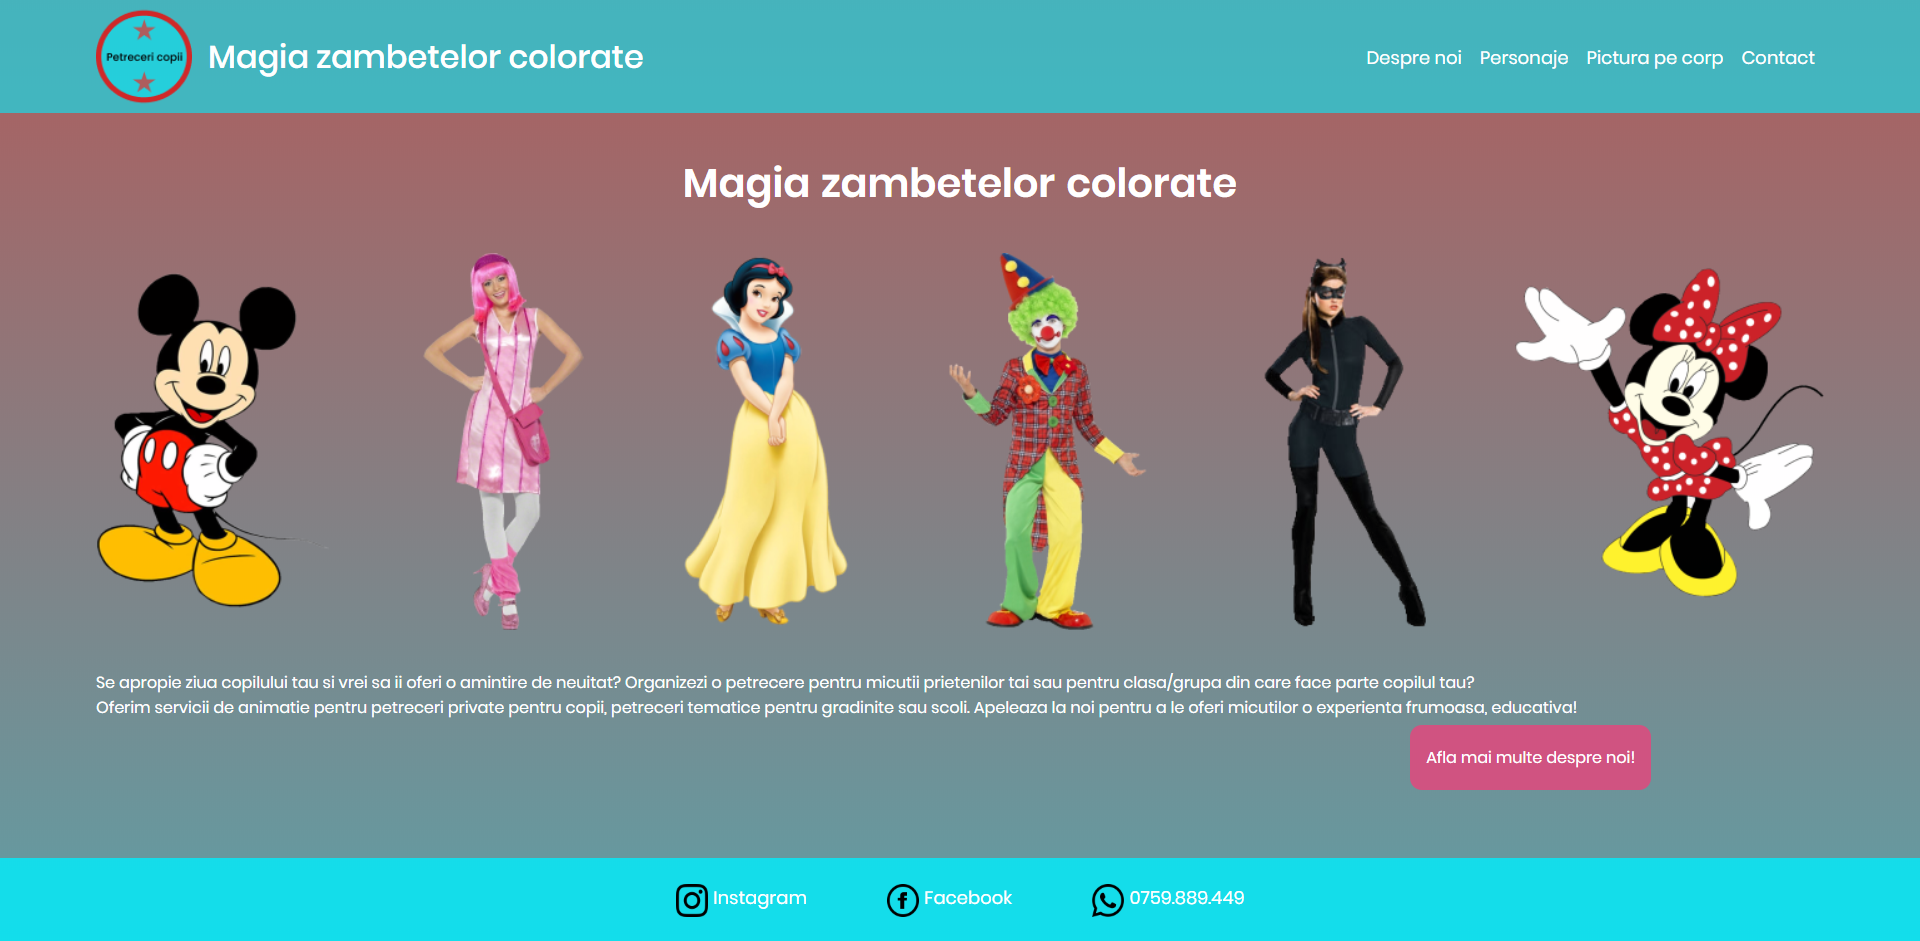 Petreceri copii
Magia zambetelor colorate
Despre noi
Personaje
Pictura pe corp
Contact
Magia zambetelor colorate
Se apropie ziua copilului tau si vrei sa ii oferi o amintire de neuitat? Organizezi o petrecere pentru micutii prietenilor tai sau pentru clasa/grupa din care face parte copilul tau?
Oferim servicii de animatie pentru petreceri private pentru copii, petreceri tematice pentru gradinite sau scoli. Apeleaza la noi pentru a le oferi micutilor o experienta frumoasa, educativa!
Afla mai multe despre noi!
Instagram
Facebook
0759.889.449